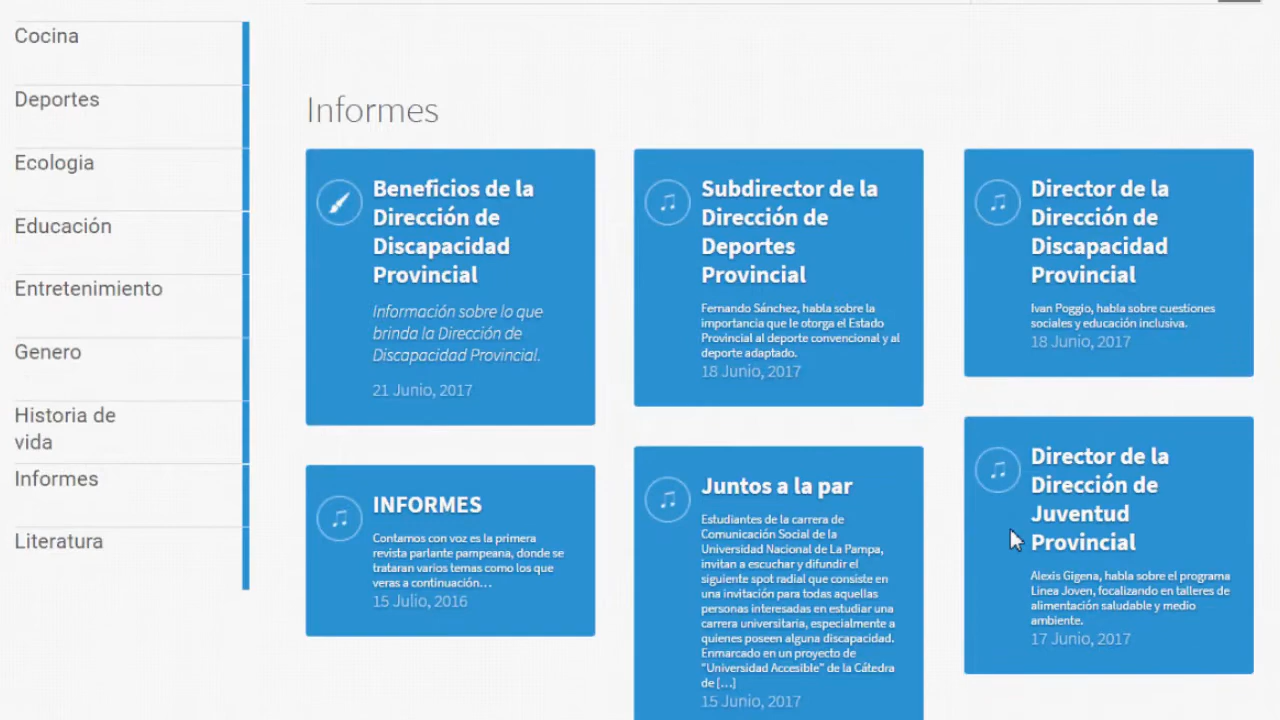 Cocina
Deportes
Ecologia
Educación
Entretenimiento
Genero
Historia de
vida
Informes
Literatura
Informes
Beneficios de la
Dirección de
Discapacidad
Provincial
Información sobre lo que
brinda la Dirección de
Discapacidad Provincial.
21 Junio, 2017
INFORMES
Contamos con voz es la primera
revista parlante pampeana, donde se
trataran varios temas como los que
veras a continuación...
15 Julio, 2016
Subdirector de la
Dirección de
Deportes
Provincial
Fernando Sánchez, habla sobre la
importancia que le otorga el Estado
Provincial al deporte convencional y al
deporte adaptado.
18 Junio, 2017
Juntos a la par
Estudiantes de la carrera de
Comunicación Social de la
Universidad Nacional de La Pampa,
invitan a escuchar y difundir el
siguiente spot radial que consiste en
una invitación para todas aquellas
personas interesadas en estudiar una
carrera universitaria, especialmente a
quienes poseen alguna discapacidad.
Enmarcado en un proyecto de
"Universidad Accesible" de la Cátedra
de [...]
15 Junio, 2017
Director de la
Dirección de
Discapacidad
Provincial
Ivan Poggio, habla sobre cuestiones
sociales y educación inclusiva.
18 Junio, 2017
Director de la
Dirección de
Juventud
Provincial
Alexis Gigena, habla sobre el programa
Linea Joven, focalizando en talleres de
alimentación saludable y medio
ambiente.
17 Junio, 2017